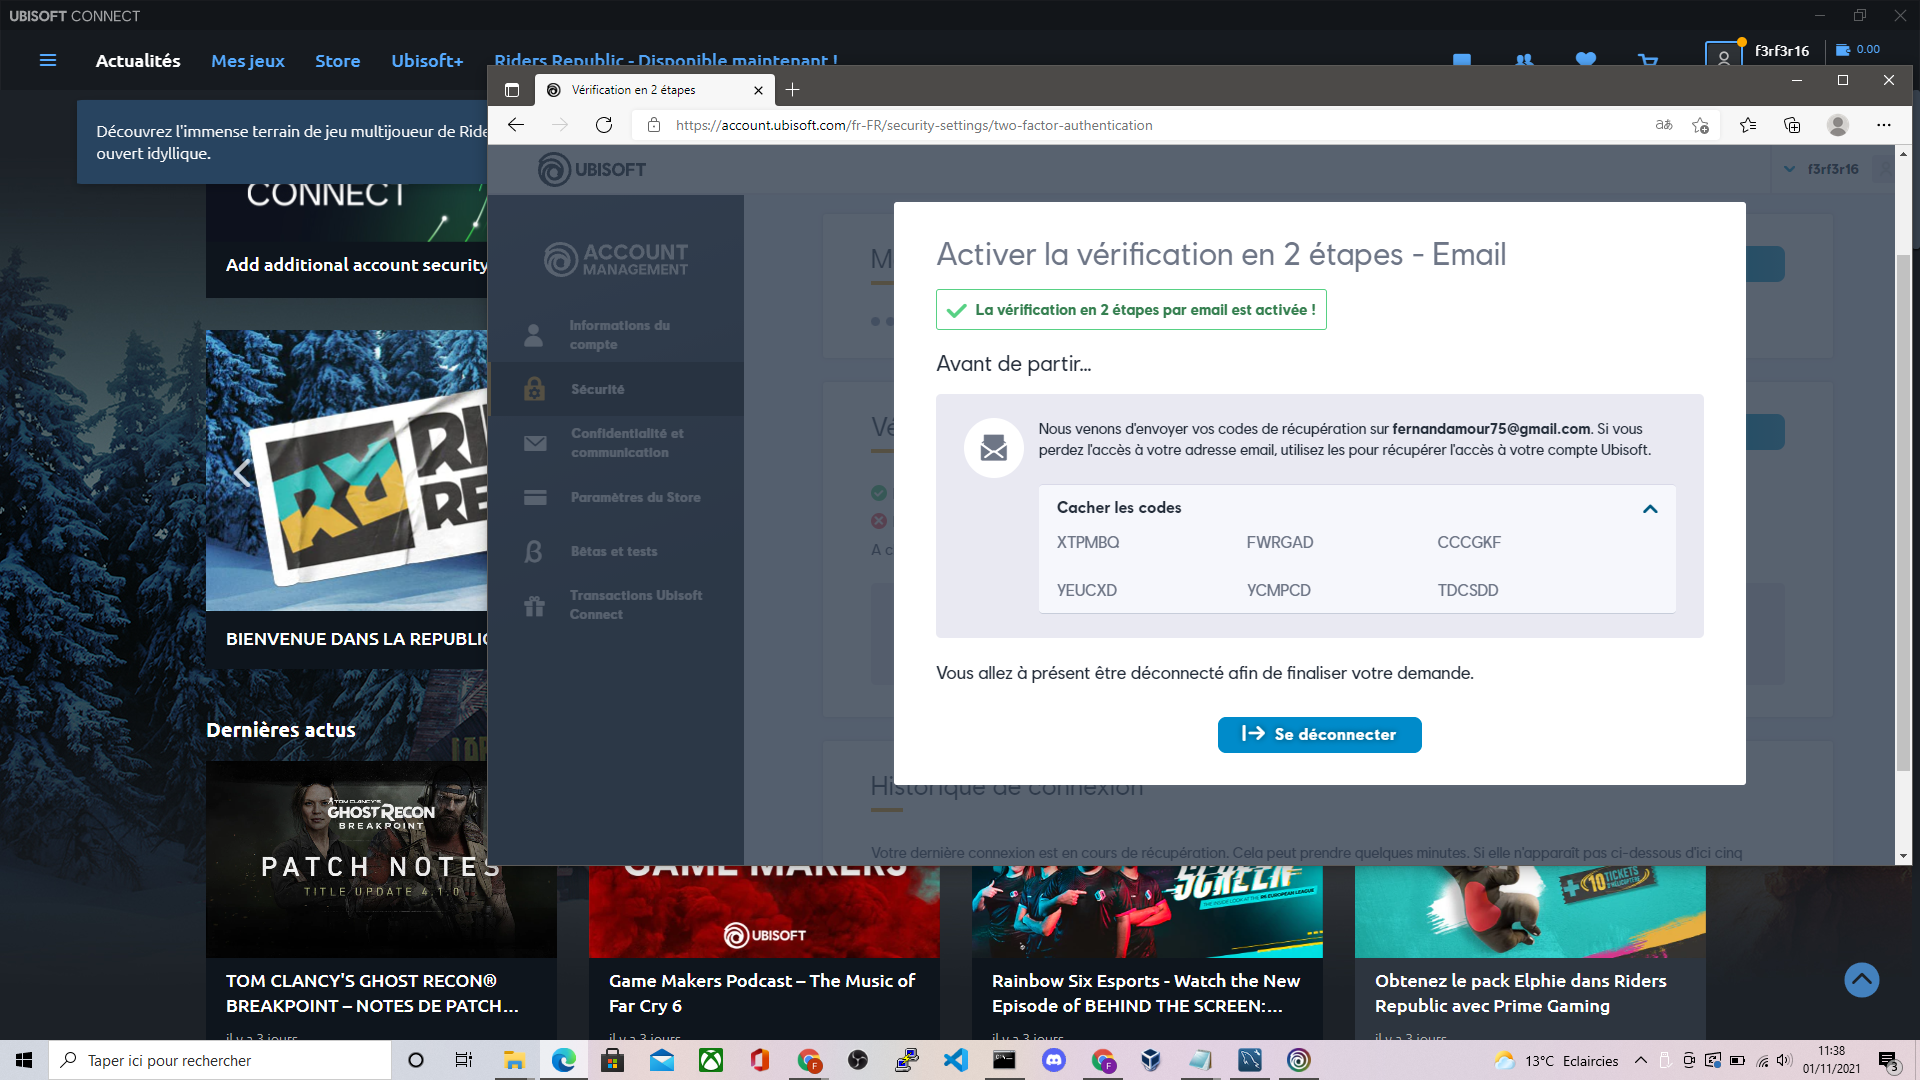 UBISOFT CONNECT
Actualités
Mes jeux
Store
Ubisoft+
Riders Republic - Disponible maintenant !
f3rf3r16
0.00
Vérification en 2 étapes
https://account.ubisoft.com/fr-FR/security-settings/two-factor-authentication
Découvrez l'immense terrain de jeu multijoueur de Ride
ouvert idyllique.
CONNECT
Add additional account security
UBISOFT
f3rf3r16
ACCOUNT
MANAGEMENT
Informations du
compte
Sécurité
Confidentialité et
communication
Paramètres du Store
Bêtas et tests
Transactions Ubisoft
Connect
Activer la vérification en 2 étapes - Email
La vérification en 2 étapes par email est activée !
Avant de partir...
Nous venons d'envoyer vos codes de récupération sur fernandamour75@gmail.com. Si vous
perdez l'accès à votre adresse email, utilisez les pour récupérer l'accès à votre compte Ubisoft.
Cacher les codes
XTPMBQ
FWRGAD
CCCGKF
YEUCXD
YCMPCD
TDCSDD
Vous allez à présent être déconnecté afin de finaliser votre demande.
Se déconnecter
Historique de connexion
Votre dernière connexion est en cours de récupération. Cela peut prendre quelques minutes. Si elle n'apparaît pas ci-dessous d'ici cinq
BIENVENUE DANS LA REPUBLIC
Dernières actus
TOM CLANCY'S
GHOST RECON
BREAKPOINT
PATCH NOTES
TITLE UPDATE 4.1.0
GAME MAKERS
UBISOFT
SCREEN
+10 TICKETS
TOM CLANCY'S GHOST RECON®
BREAKPOINT – NOTES DE PATCH...
il y a 3 jours
Game Makers Podcast – The Music of
Far Cry 6
il y a 3 jours
Rainbow Six Esports - Watch the New
Episode of BEHIND THE SCREEN:...
il y a 3 jours
Obtenez le pack Elphie dans Riders
Republic avec Prime Gaming
il y a 3 jours
Taper ici pour rechercher
13°C Eclaircies
11:38
01/11/2021
3